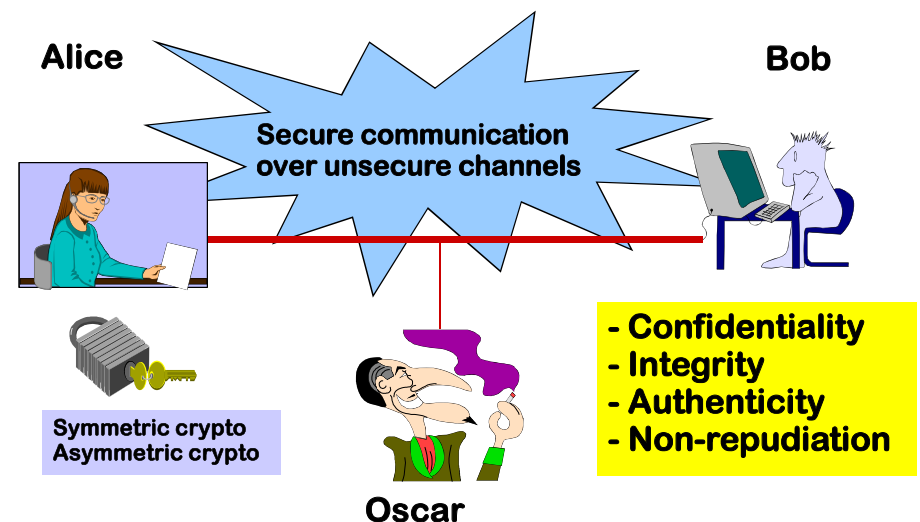 Alice
Bob
Secure communication
over unsecure channels
- Confidentiality
- Integrity
- Authenticity
- Non-repudiation
Symmetric crypto
Asymmetric crypto
Oscar